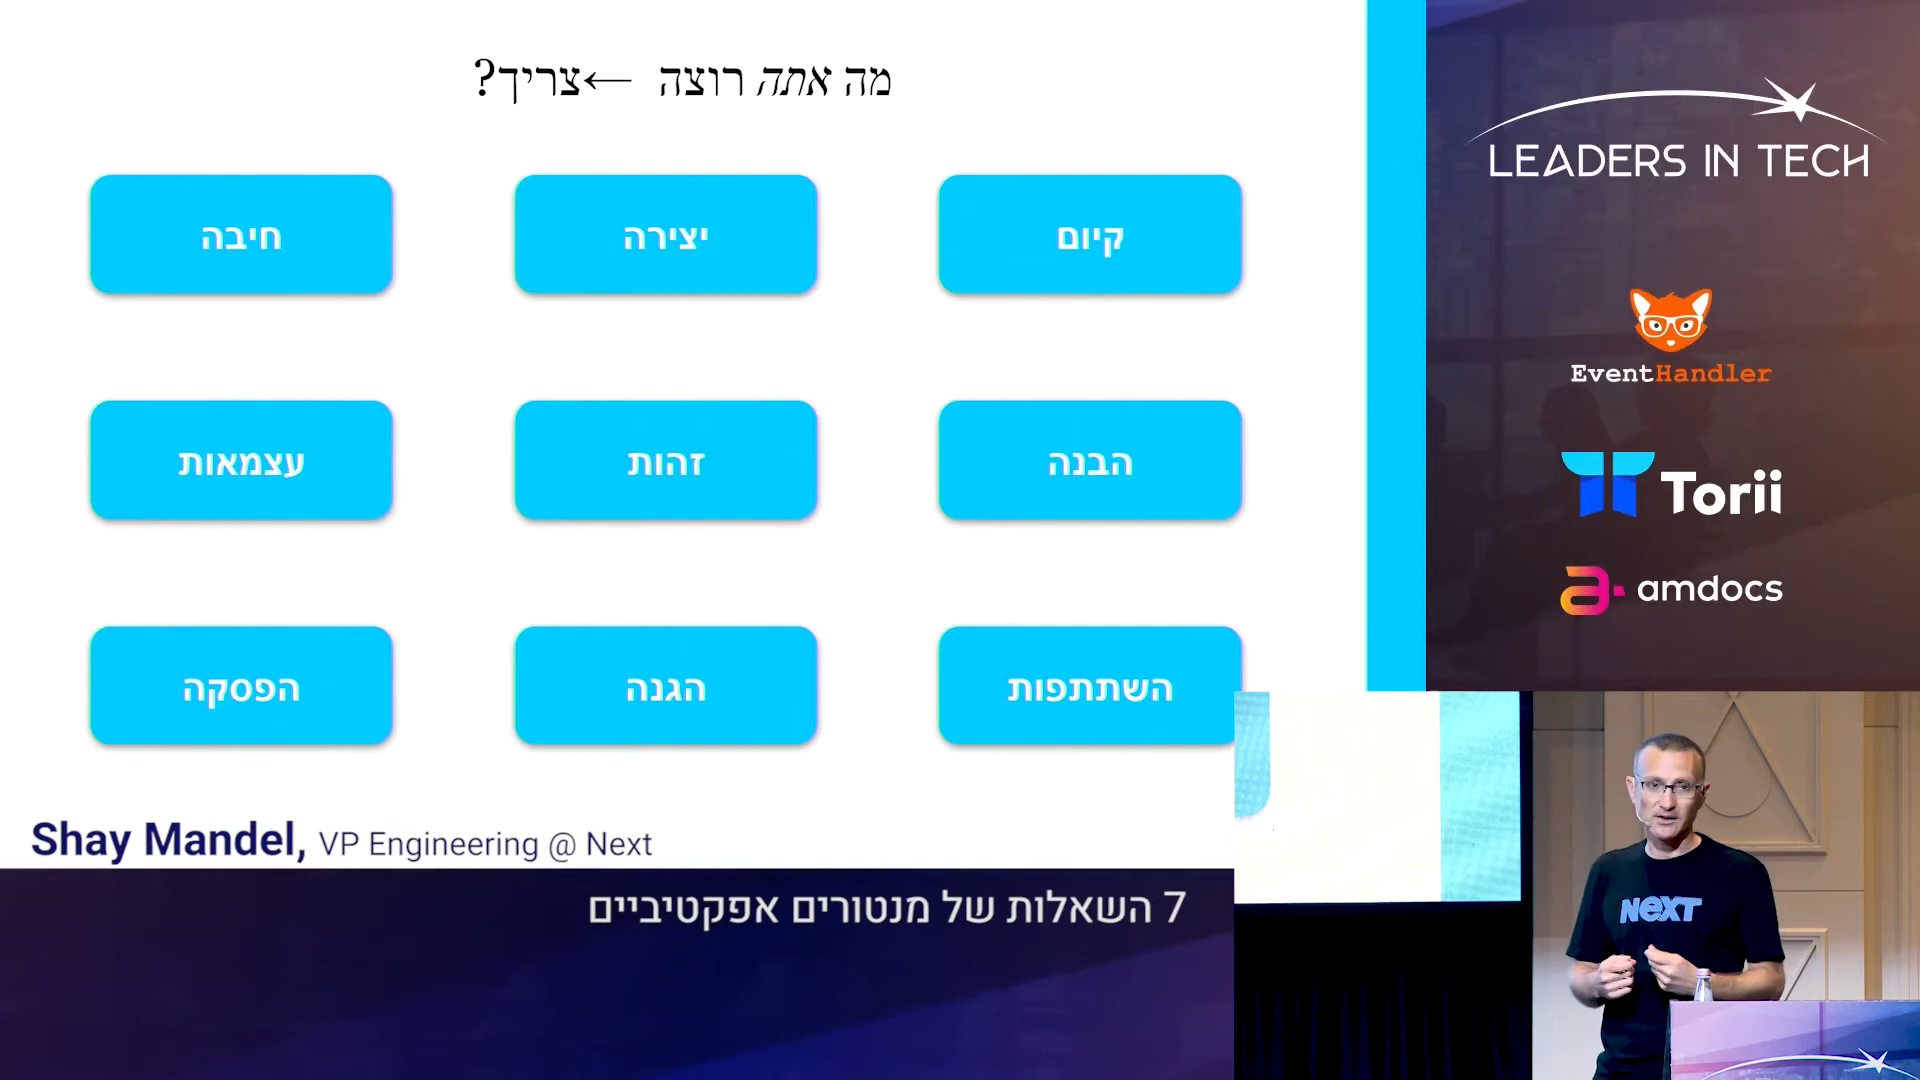 מה אתה רוצה ←צריך?
קיום
יצירה
חיבה
הבנה
זהות
עצמאות
השתתפות
הגנה
הפסקה
Shay Mandel, VP Engineering @ Next
7 השאלות של מנטורים אפקטיביים
LEADERS IN TECH
EventHandler
Torii
amdocs
NEXT